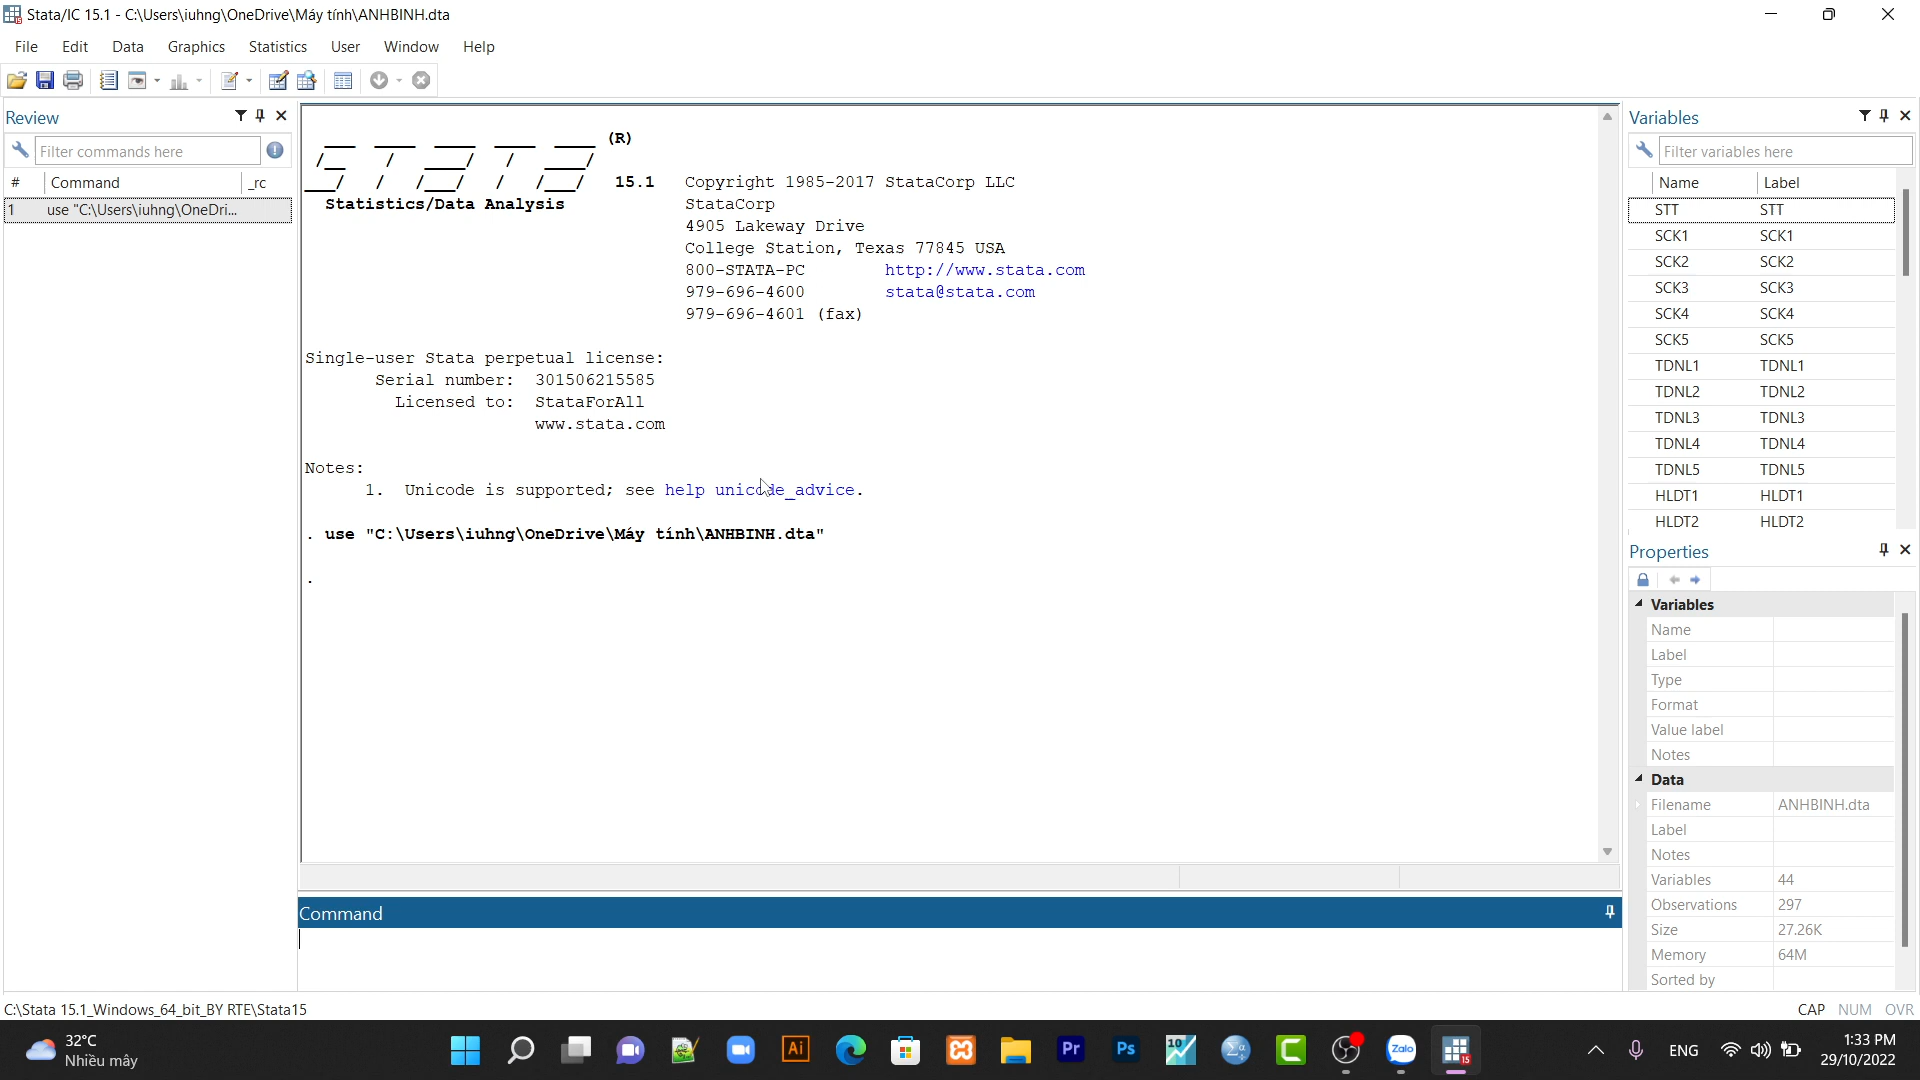 Stata/IC 15.1 - C:\Users\iuhng\OneDrive\Máy tính\ANHBINH.dta
File Edit Data Graphics Statistics User Window Help
Review
Filter commands here
# Command _rc
1 use "C:\Users\iuhng\OneDri...
(R)
15.1 Copyright 1985-2017 StataCorp LLC
Statistics/Data Analysis StataCorp
4905 Lakeway Drive
College Station, Texas 77845 USA
800-STATA-PC http://www.stata.com
979-696-4600 stata@stata.com
979-696-4601 (fax)
Single-user Stata perpetual license:
Serial number: 301506215585
Licensed to: StataForAll
www.stata.com
Notes:
1. Unicode is supported; see help unicode_advice.
. use "C:\Users\iuhng\OneDrive\Máy tính\ANHBINH.dta"
.
Command
Variables
Filter variables here
Name Label
STT STT
SCK1 SCK1
SCK2 SCK2
SCK3 SCK3
SCK4 SCK4
SCK5 SCK5
TDNL1 TDNL1
TDNL2 TDNL2
TDNL3 TDNL3
TDNL4 TDNL4
TDNL5 TDNL5
HLDT1 HLDT1
HLDT2 HLDT2
Properties
Variables
Name
Label
Type
Format
Value label
Notes
Data
Filename ANHBINH.dta
Label
Notes
Variables 44
Observations 297
Size 27.26K
Memory 64M
Sorted by
C:\Stata 15.1_Windows_64_bit_BY RTE\Stata15
CAP NUM OVR
32°C
Nhiều mây
Ai
Pr
Ps
10
Zalo
15
ENG
1:33 PM
29/10/2022